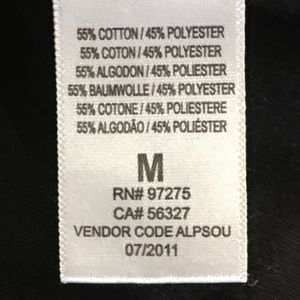 55% COTTON / 45% POLYESTER
55% COTON / 45% POLYESTER
55% ALGODON / 45% POLIESTER
55% BAUMWOLLE / 45% POLYESTER
55% COTONE / 45% POLIESTERE
55% ALGODÃO / 45% POLIÉSTER
M
RN# 97275
CA# 56327
VENDOR CODE ALPSOU
07/2011